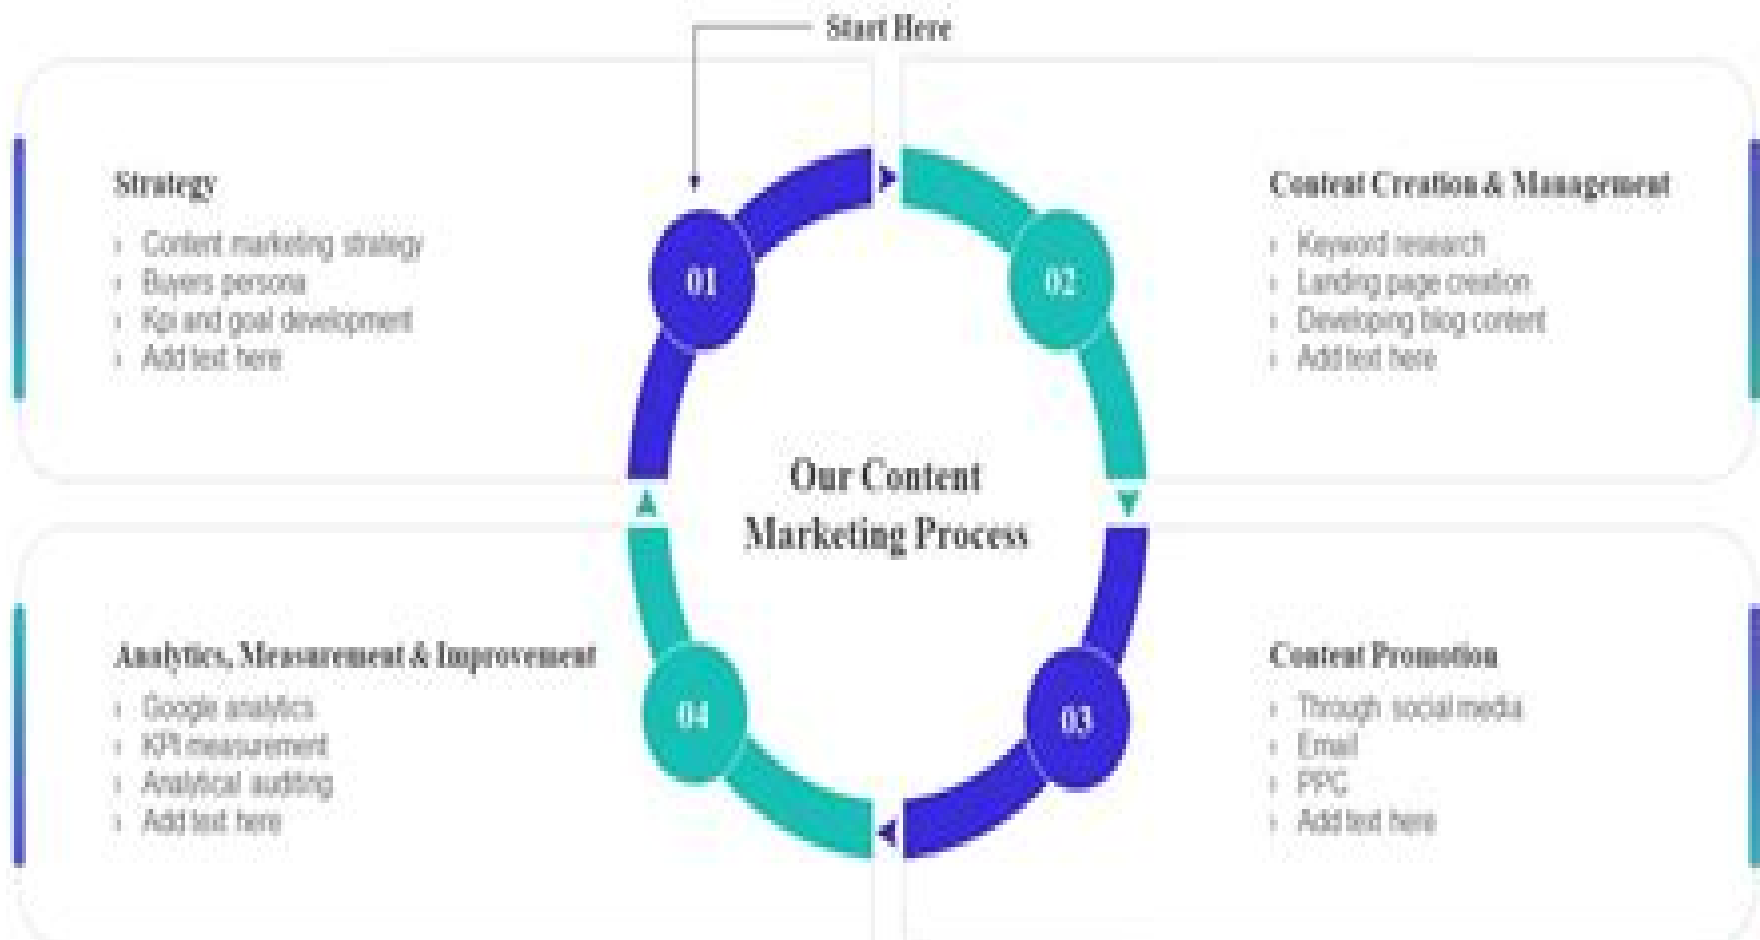 Start Here
Strategy
Content marketing strategy
Buyers persona
Kpi and goal development
Add text here
01
02
Content Creation & Management
Keyword research
Landing page creation
Developing blog content
Add text here
Our Content
Marketing Process
Analytics, Measurement & Improvement
Google analytics
KPI measurement
Analytical auditing
Add text here
04
03
Content Promotion
Through social media
Email
PPC
Add text here